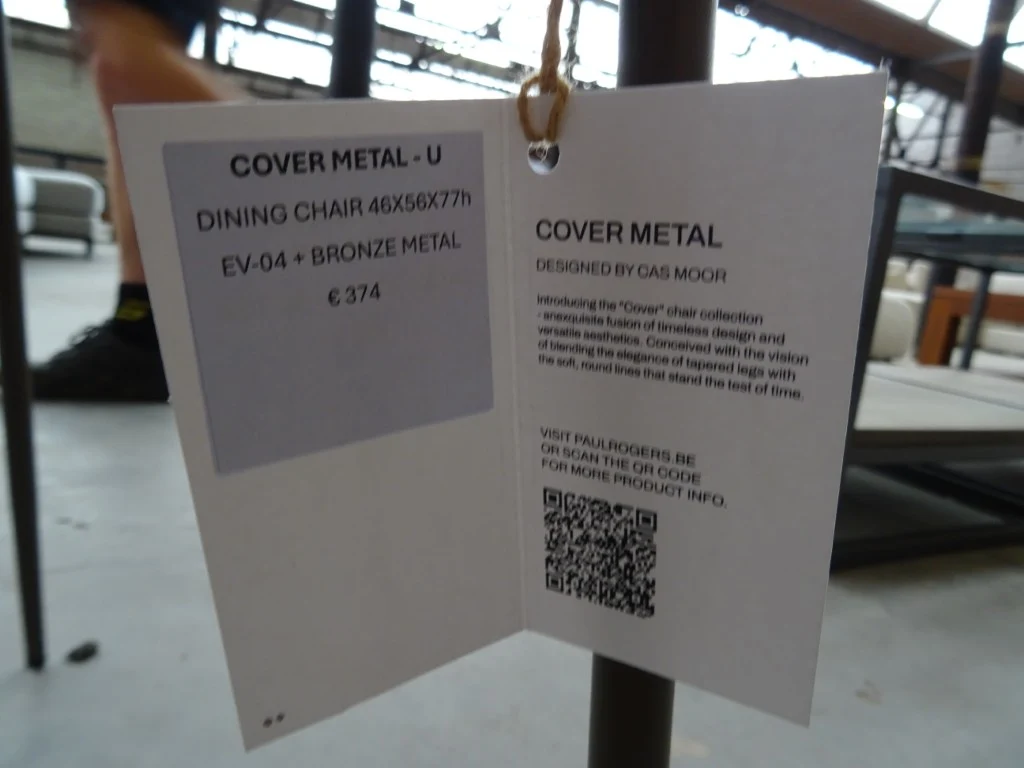 COVER METAL - U
DINING CHAIR 46X56X77h
EV-04 + BRONZE METAL
€ 374
COVER METAL
DESIGNED BY CAS MOOR
Introducing the "Cover" chair collection
- anexquisite fusion of timeless design and
versatile aesthetics. Conceived with the vision
of blending the elegance of tapered legs with
the soft, round lines that stand the test of time.
VISIT PAULROGERS.BE
OR SCAN THE QR CODE
FOR MORE PRODUCT INFO.